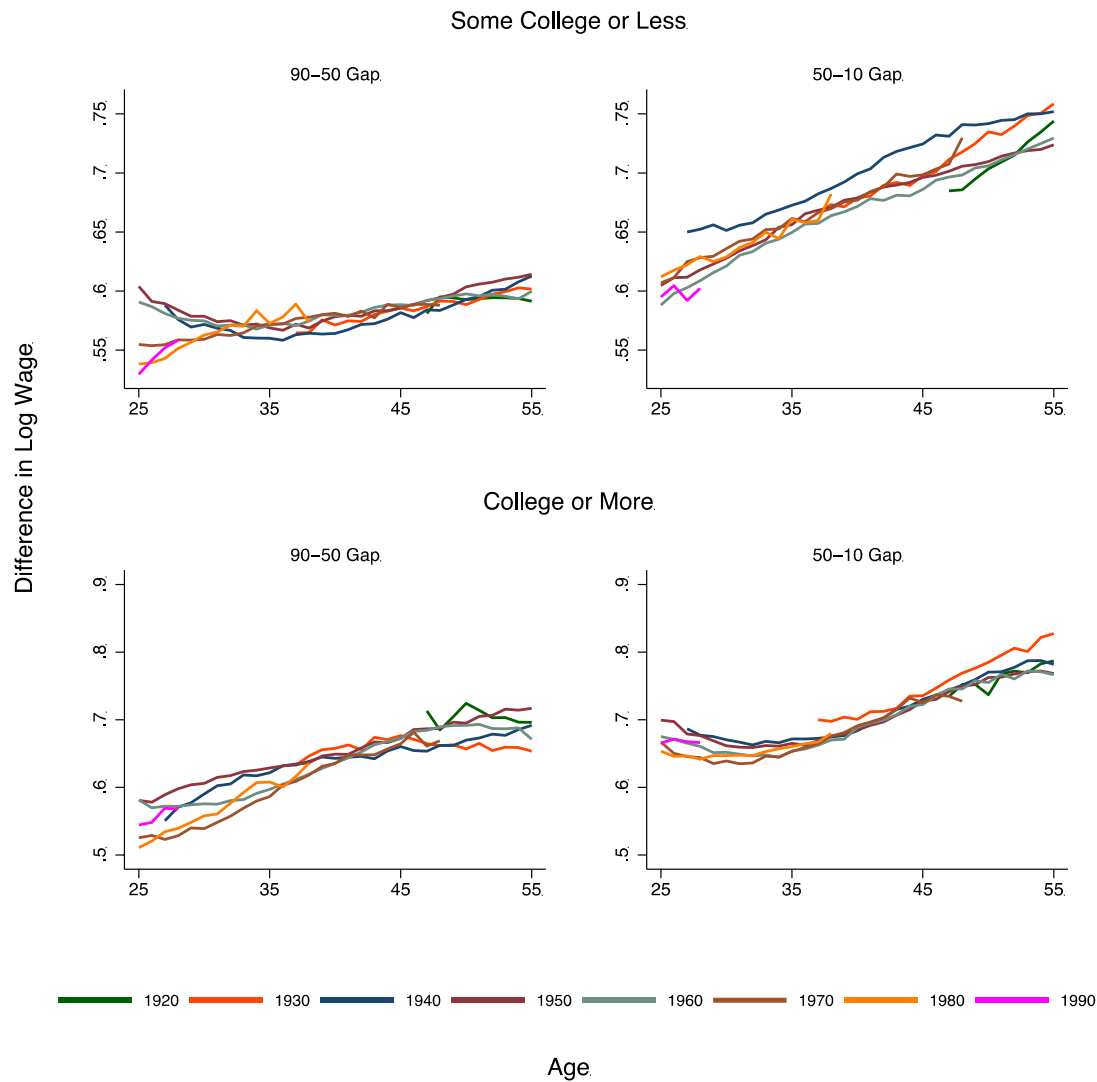 Some College or Less.
90−50 Gap. 50−10 Gap.
.75. .75.
.7. .7.
.65. .65.
.6. .6.
.55. .55.
25 35 45 55. 25 35 45 55.
Difference in Log Wage.
College or More.
90−50 Gap. 50−10 Gap.
.9. .9.
.8. .8.
.7. .7.
.6. .6.
.5. .5.
25 35 45 55. 25 35 45 55.
1920 1930 1940 1950 1960 1970 1980 1990
Age.